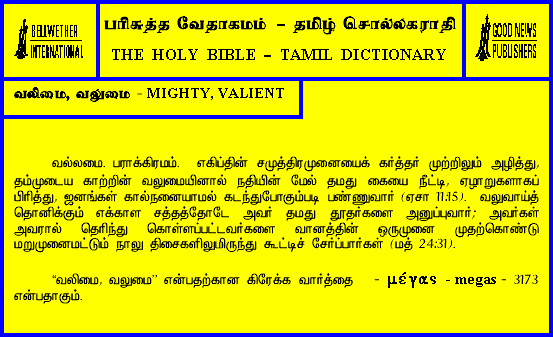 BELLWETHER
INTERNATIONAL
பரிசுத்த வேதாகமம் – தமிழ் சொல்லகராதி
THE HOLY BIBLE – TAMIL DICTIONARY
GOOD NEWS
PUBLISHERS
வலிமை, வலுமை - MIGHTY, VALIENT
வல்லமை. பராக்கிரமம். எகிப்தின் சமுத்திரமுனையைக் கர்த்தர் முற்றிலும் அழித்து,
தம்முடைய காற்றின் வலுமையினால் நதியின் மேல் தமது கையை நீட்டி, ஏழாறுகளாகப்
பிரித்து, ஜனங்கள் கால்நனையாமல் கடந்துபோகும்படி பண்ணுவார் (ஏசா 11:15). வலுவாய்த்
தொனிக்கும் எக்காள சத்தத்தோடே அவர் தமது தூதர்களை அனுப்புவார்; அவர்கள்
அவரால் தெரிந்து கொள்ளப்பட்டவர்களை வானத்தின் ஒருமுனை முதற்கொண்டு
மறுமுனைமட்டும் நாலு திசைகளிலுமிருந்து கூட்டிச் சேர்ப்பார்கள் (மத் 24:31).
“வலிமை, வலுமை” என்பதற்கான கிரேக்க வார்த்தை - μέγας - megas - 3173
என்பதாகும்.